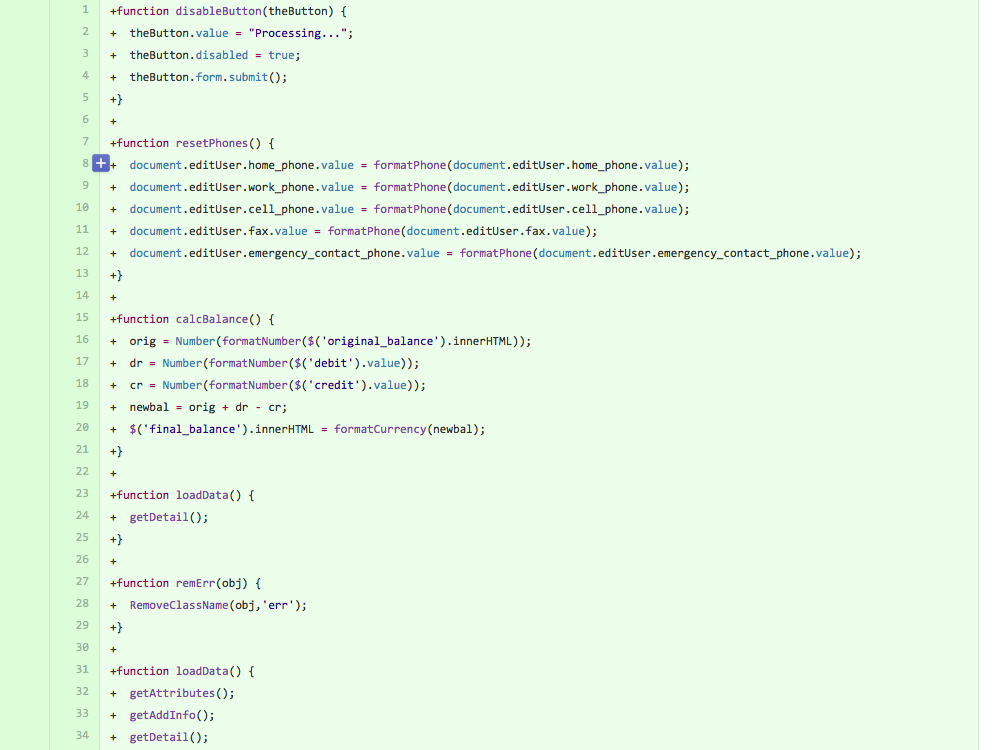 1 +function disableButton(theButton) {
2 +  theButton.value = "Processing...";
3 +  theButton.disabled = true;
4 +  theButton.form.submit();
5 +}
6 +
7 +function resetPhones() {
8 + +  document.editUser.home_phone.value = formatPhone(document.editUser.home_phone.value);
9 +  document.editUser.work_phone.value = formatPhone(document.editUser.work_phone.value);
10 +  document.editUser.cell_phone.value = formatPhone(document.editUser.cell_phone.value);
11 +  document.editUser.fax.value = formatPhone(document.editUser.fax.value);
12 +  document.editUser.emergency_contact_phone.value = formatPhone(document.editUser.emergency_contact_phone.value);
13 +}
14 +
15 +function calcBalance() {
16 +  orig = Number(formatNumber($('original_balance').innerHTML));
17 +  dr = Number(formatNumber($('debit').value));
18 +  cr = Number(formatNumber($('credit').value));
19 +  newbal = orig + dr - cr;
20 +  $('final_balance').innerHTML = formatCurrency(newbal);
21 +}
22 +
23 +function loadData() {
24 +  getDetail();
25 +}
26 +
27 +function remErr(obj) {
28 +  RemoveClassName(obj,'err');
29 +}
30 +
31 +function loadData() {
32 +  getAttributes();
33 +  getAddInfo();
34 +  getDetail();